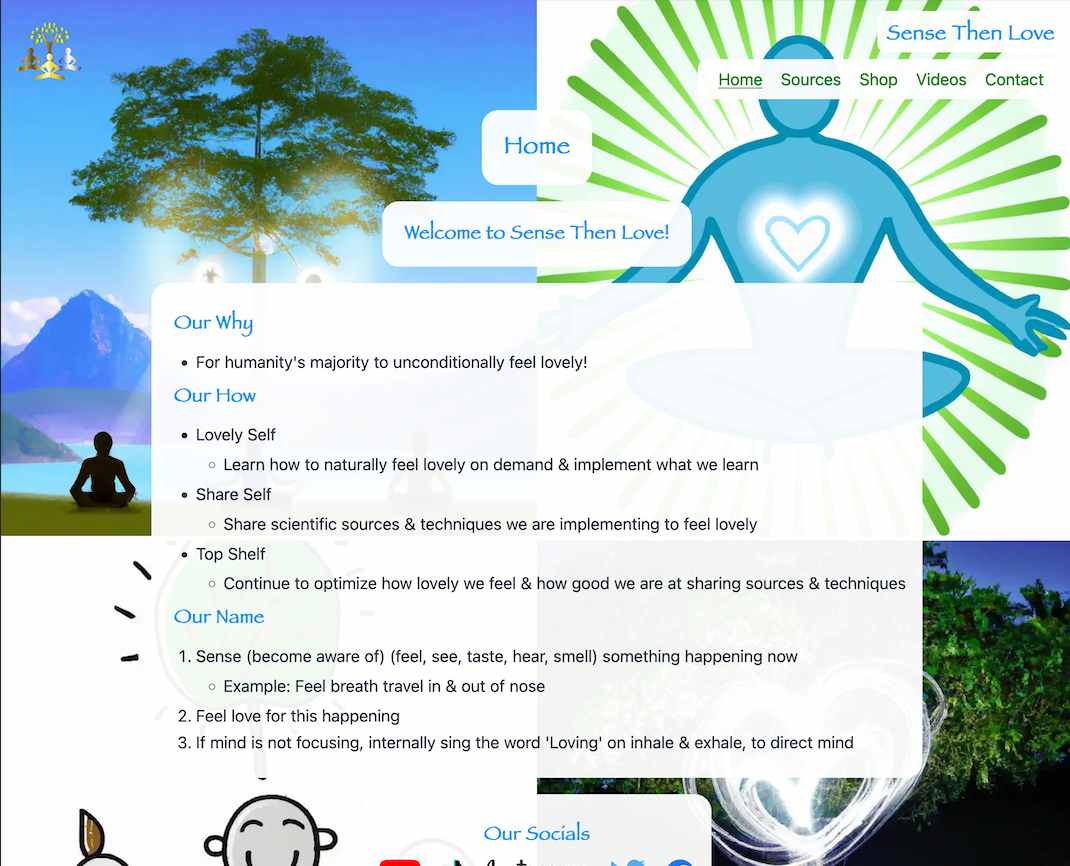 Sense Then Love
Home Sources Shop Videos Contact
Home
Welcome to Sense Then Love!
Our Why
• For humanity's majority to unconditionally feel lovely!
Our How
• Lovely Self
◦ Learn how to naturally feel lovely on demand & implement what we learn
• Share Self
◦ Share scientific sources & techniques we are implementing to feel lovely
• Top Shelf
◦ Continue to optimize how lovely we feel & how good we are at sharing sources & techniques
Our Name
1. Sense (become aware of) (feel, see, taste, hear, smell) something happening now
◦ Example: Feel breath travel in & out of nose
2. Feel love for this happening
3. If mind is not focusing, internally sing the word 'Loving' on inhale & exhale, to direct mind
Our Socials